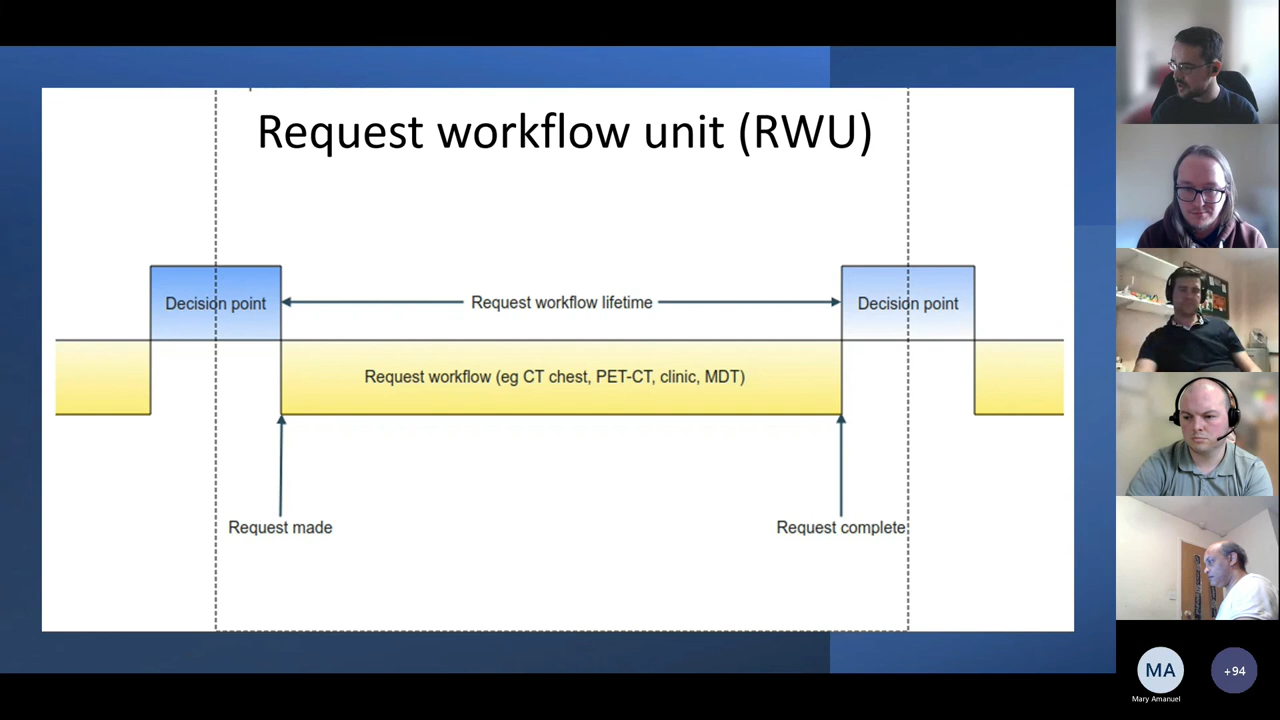 Request workflow unit (RWU)
Decision point
Request workflow lifetime
Decision point
Request workflow (eg CT chest, PET-CT, clinic, MDT)
Request made
Request complete
MA
+94
Mary Amanuel